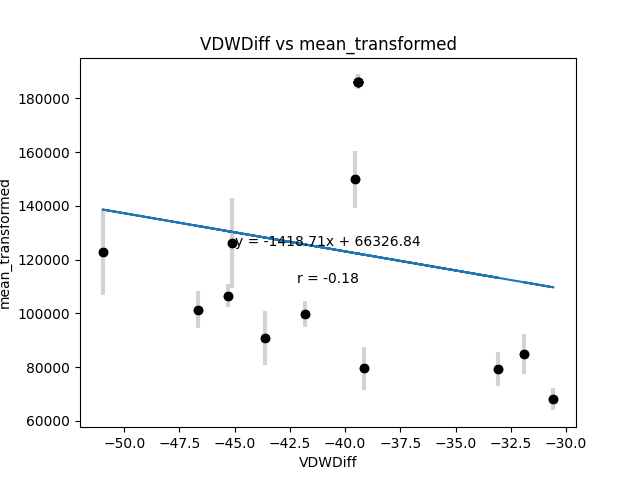 VDWDiff vs mean_transformed
mean_transformed
180000
160000
140000
120000
100000
80000
60000
y = -1418.71x + 66326.84
r = -0.18
−50.0 −47.5 −45.0 −42.5 −40.0 −37.5 −35.0 −32.5 −30.0
VDWDiff